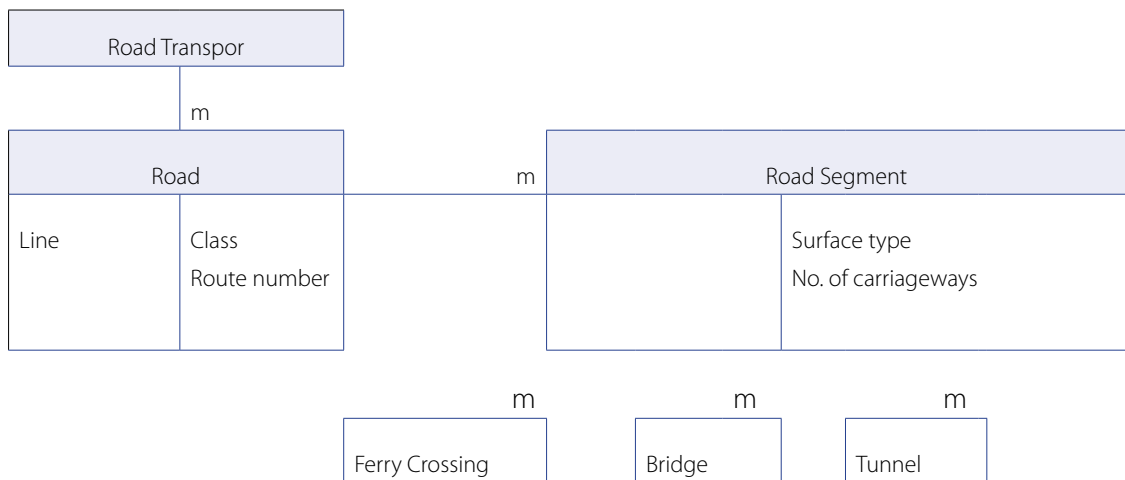 Road Transpor
m
Road
m
Road Segment
Line
Class
Route number
Surface type
No. of carriageways
m
m
m
Ferry Crossing
Bridge
Tunnel